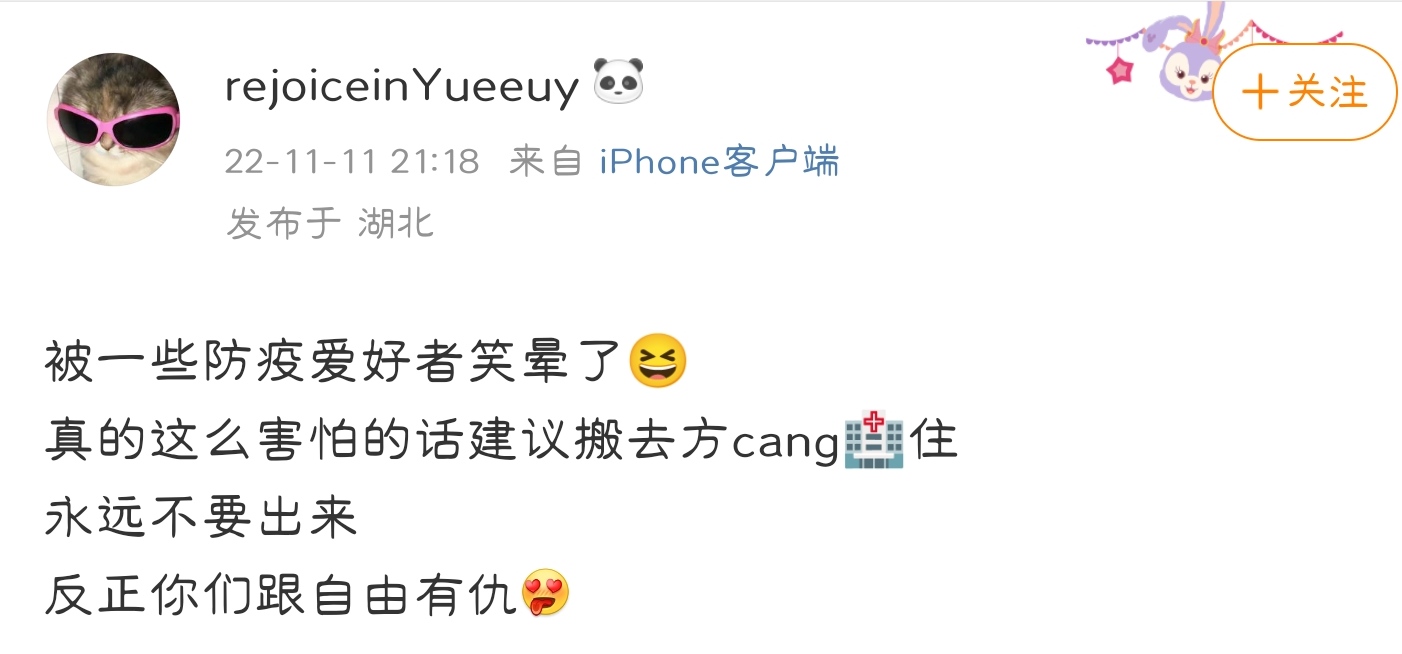 rejoiceinYueeuy🐼
十关注
22-11-11 21:18 来自 iPhone客户端
发布于 湖北
被一些防疫爱好者笑晕了😆
真的这么害怕的话建议搬去方cang🏥住
永远不要出来
反正你们跟自由有仇😍